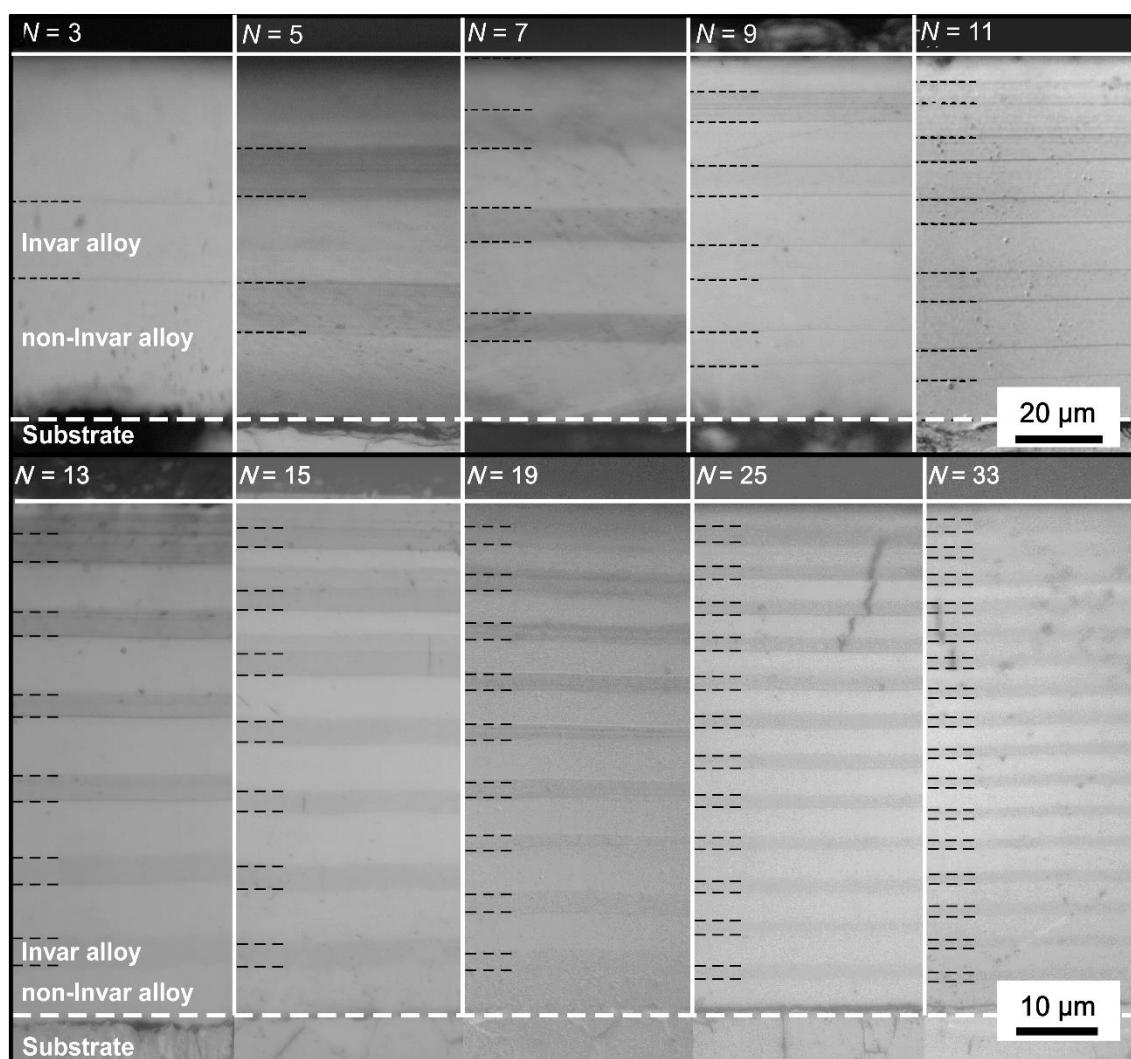 N = 3
N = 5
N = 7
N = 9
N = 11
Invar alloy
non-Invar alloy
20 µm
Substrate
N = 13
N = 15
N = 19
N = 25
N = 33
Invar alloy
non-Invar alloy
10 µm
Substrate